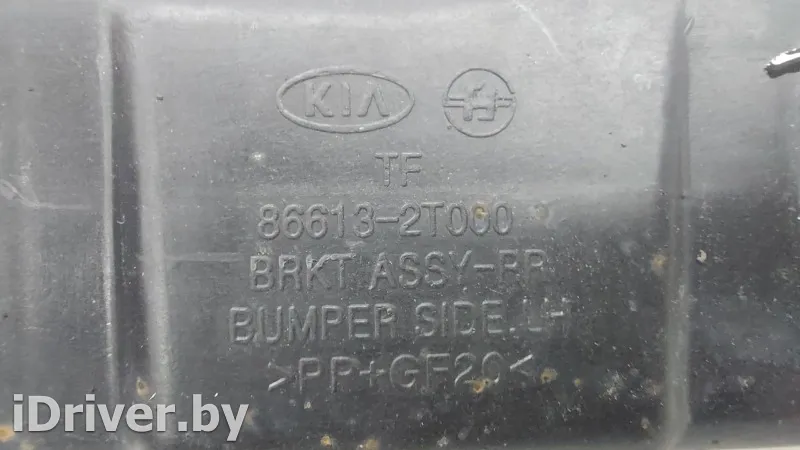 KIA
TF
86613-2T000
BRKT ASSY-RR
BUMPER SIDE,LH
>PP+GF20<
iDriver.by